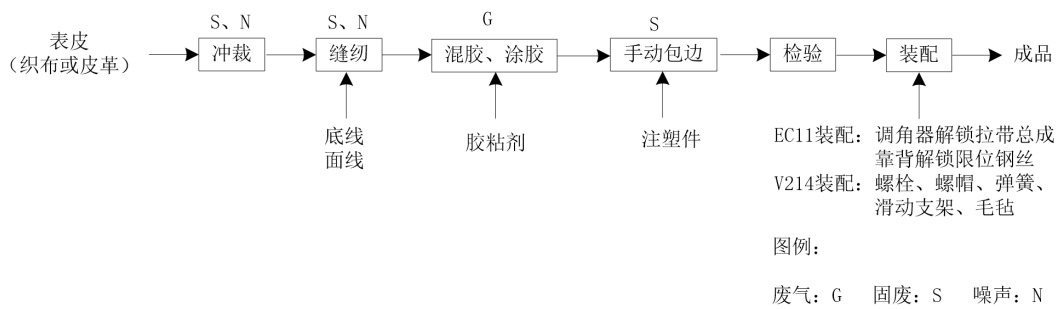 S、N
S、N
G
S
表皮
（织布或皮革）
冲裁
缝纫
混胶、涂胶
手动包边
检验
装配
成品
底线
面线
胶粘剂
注塑件
EC11装配：调角器解锁拉带总成
靠背解锁限位钢丝
V214装配：螺栓、螺帽、弹簧、
滑动支架、毛毡
图例：
废气：G 固废：S 噪声：N